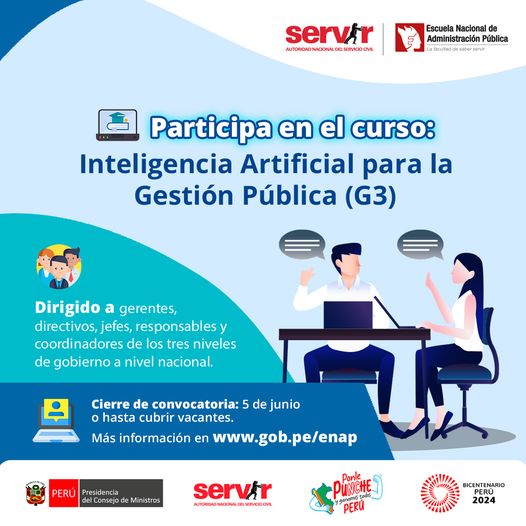 servir
AUTORIDAD NACIONAL DEL SERVICIO CIVIL
Escuela Nacional de
Administración Pública
La facultad de saber servir
Participa en el curso:
Inteligencia Artificial para la
Gestión Pública (G3)
Dirigido a gerentes,
directivos, jefes, responsables y
coordinadores de los tres niveles
de gobierno a nivel nacional.
Cierre de convocatoria: 5 de junio
o hasta cubrir vacantes.
Más información en www.gob.pe/enap
PERÚ
Presidencia
del Consejo de Ministros
servir
AUTORIDAD NACIONAL DEL SERVICIO CIVIL
Ponle
PUNCHE
y ganamos todos
PERÚ
BICENTENARIO
PERÚ
2024